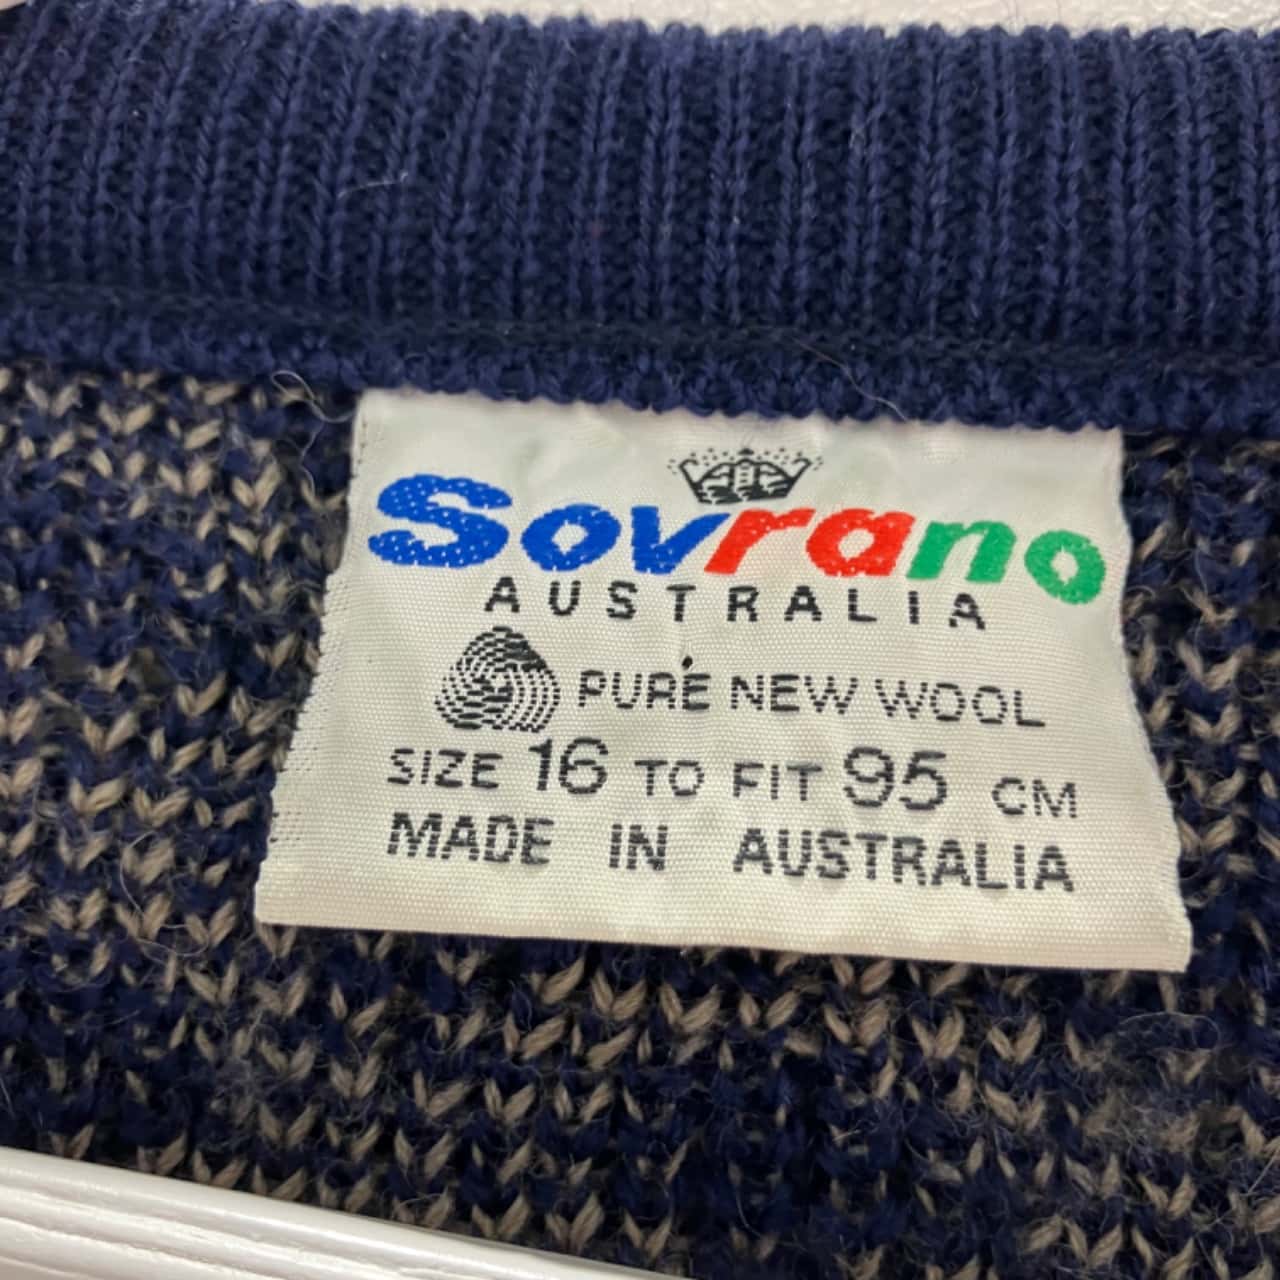 Sovrano
AUSTRALIA
PURE NEW WOOL
SIZE 16 TO FIT 95 CM
MADE IN AUSTRALIA